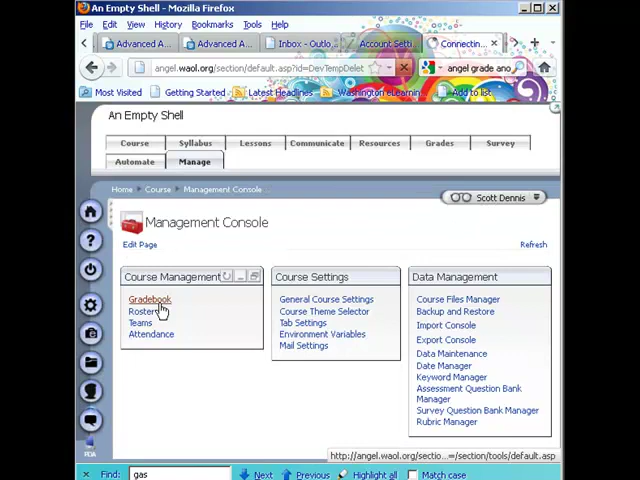 An Empty Shell - Mozilla Firefox
File Edit View History Bookmarks Tools Help
Advanced A... Advanced A... Inbox - Outlo... Account Setti Connectin...
angel.waol.org/section/default.asp?id=DevTempDelet angel grade ano
Most Visited Getting Started Latest Headlines Washington eLearnin Add to list
An Empty Shell
Course Syllabus Lessons Communicate Resources Grades Survey
Automate Manage
Home » Course » Management Console
Scott Dennis
Management Console
Edit Page Refresh
Course Management Course Settings Data Management
Gradebook General Course Settings Course Files Manager
Roster Course Theme Selector Backup and Restore
Teams Tab Settings Import Console
Attendance Environment Variables Export Console
Mail Settings Data Maintenance
Date Manager
Keyword Manager
Assessment Question Bank
Manager
Survey Question Bank Manager
Rubric Manager
PDA
http://angel.waol.org/sectio...=/section/tools/default.asp
Find: gas Next Previous Highlight all Match case